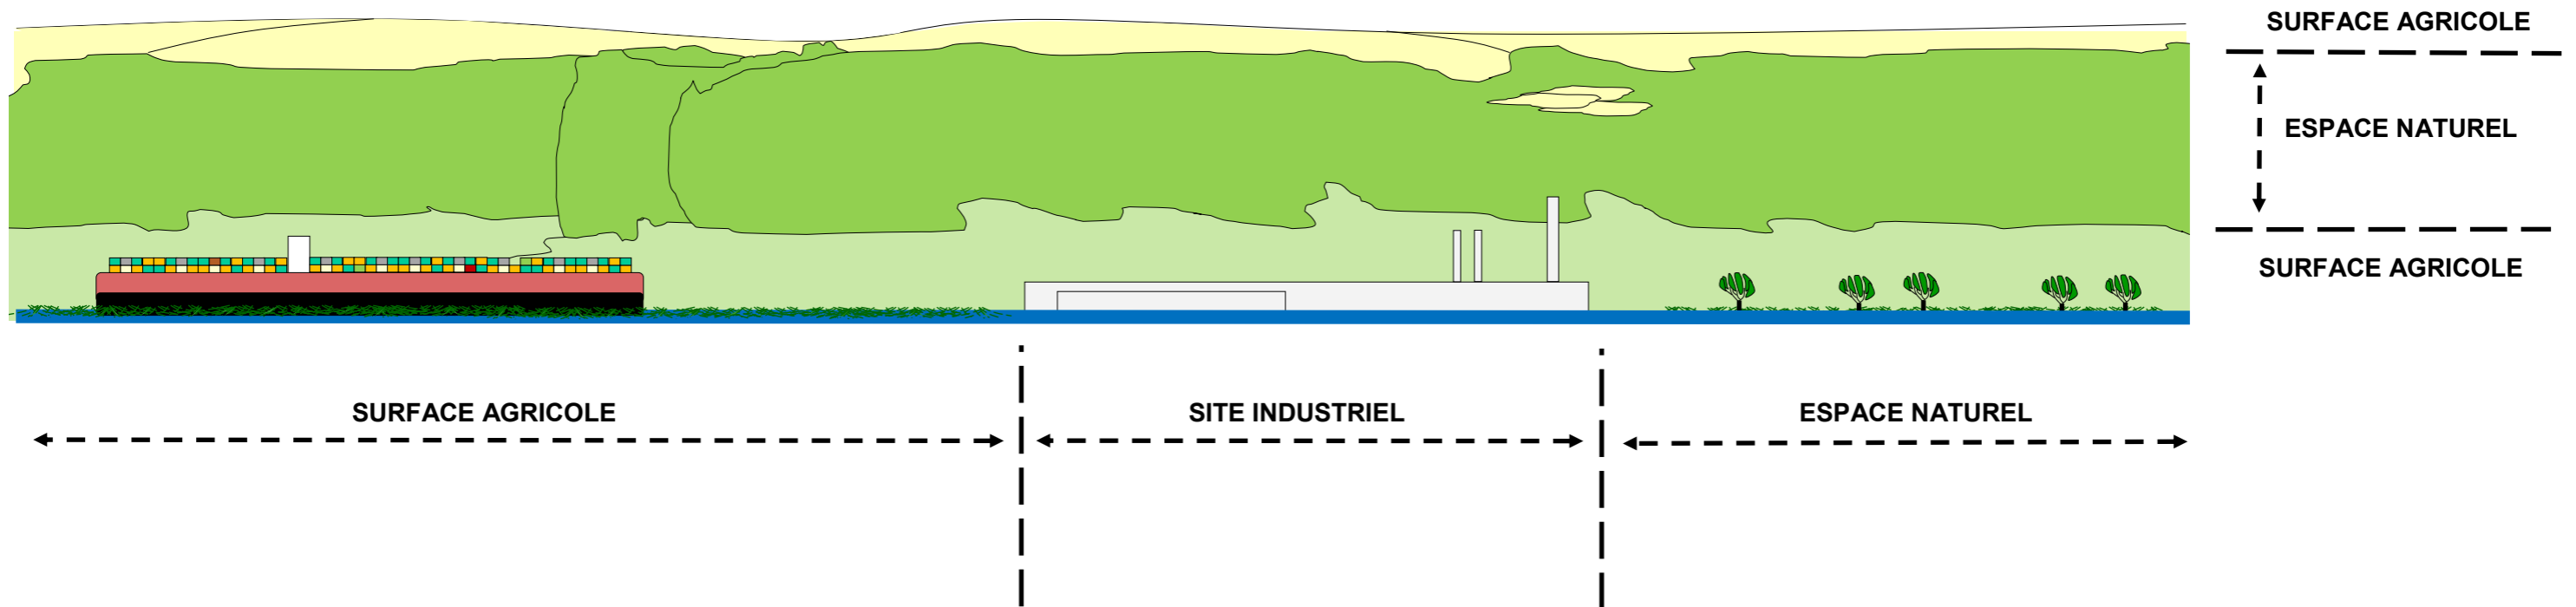 SURFACE AGRICOLE
ESPACE NATUREL
SURFACE AGRICOLE
SURFACE AGRICOLE
SITE INDUSTRIEL
ESPACE NATUREL